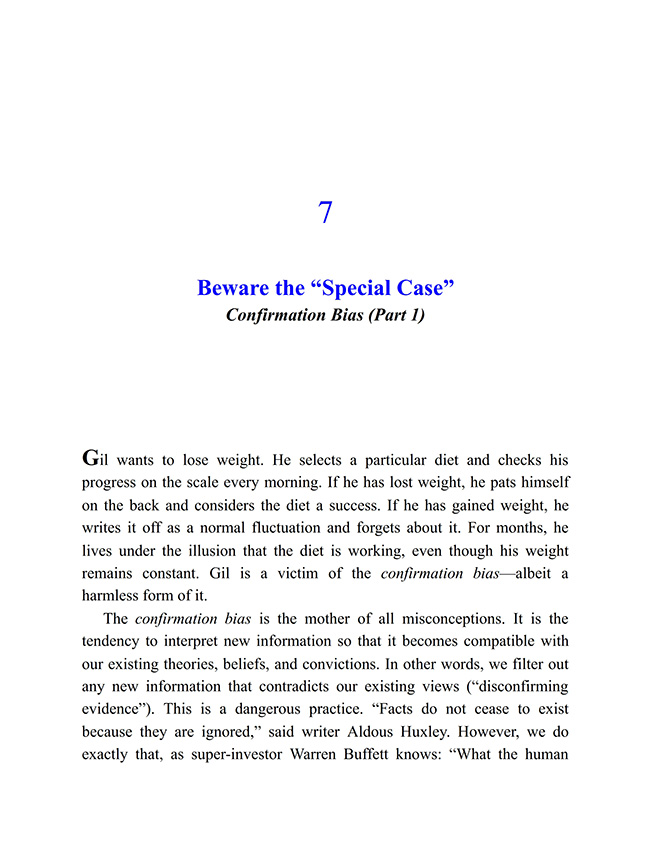 7
Beware the “Special Case”
Confirmation Bias (Part 1)
Gil wants to lose weight. He selects a particular diet and checks his
progress on the scale every morning. If he has lost weight, he pats himself
on the back and considers the diet a success. If he has gained weight, he
writes it off as a normal fluctuation and forgets about it. For months, he
lives under the illusion that the diet is working, even though his weight
remains constant. Gil is a victim of the confirmation bias—albeit a
harmless form of it.
The confirmation bias is the mother of all misconceptions. It is the
tendency to interpret new information so that it becomes compatible with
our existing theories, beliefs, and convictions. In other words, we filter out
any new information that contradicts our existing views (“disconfirming
evidence”). This is a dangerous practice. “Facts do not cease to exist
because they are ignored,” said writer Aldous Huxley. However, we do
exactly that, as super-investor Warren Buffett knows: “What the human